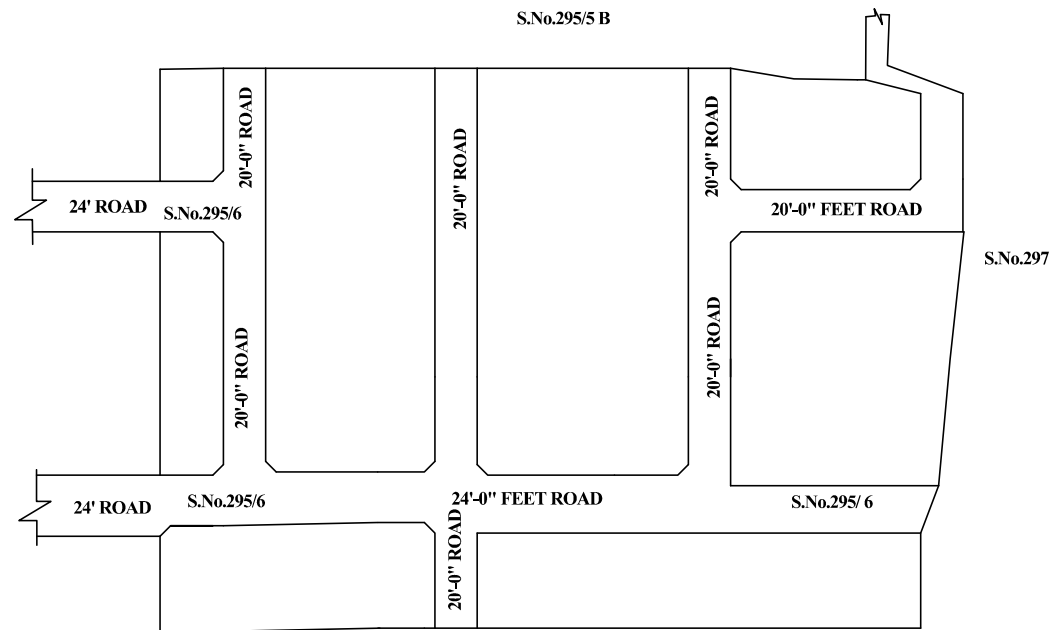 S.No.295/5 B
20'-0" ROAD
20'-0" ROAD
20'-0" ROAD
24' ROAD
S.No.295/6
20'-0" FEET ROAD
S.No.297
20'-0" ROAD
20'-0" ROAD
24' ROAD
S.No.295/6
24'-0" FEET ROAD
S.No.295/ 6
20'-0" ROAD